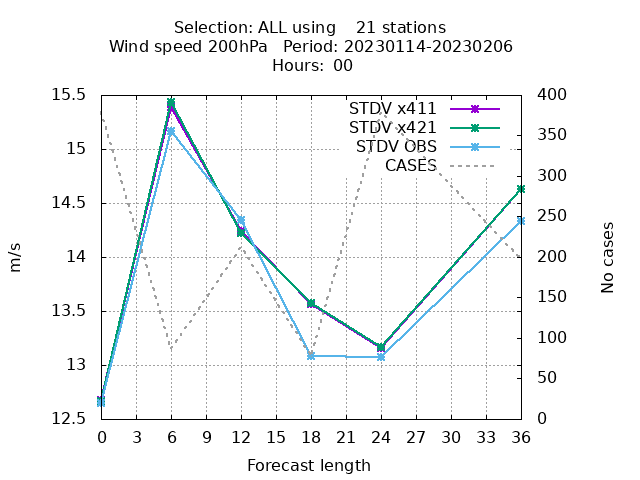 Selection: ALL using    21 stations
Wind speed 200hPa   Period: 20230114-20230206
Hours:  00
15.5
15
14.5
14
13.5
13
12.5
m/s
STDV x411
STDV x421
STDV OBS
CASES
400
350
300
250
200
150
100
50
0
No cases
0 3 6 9 12 15 18 21 24 27 30 33 36
Forecast length